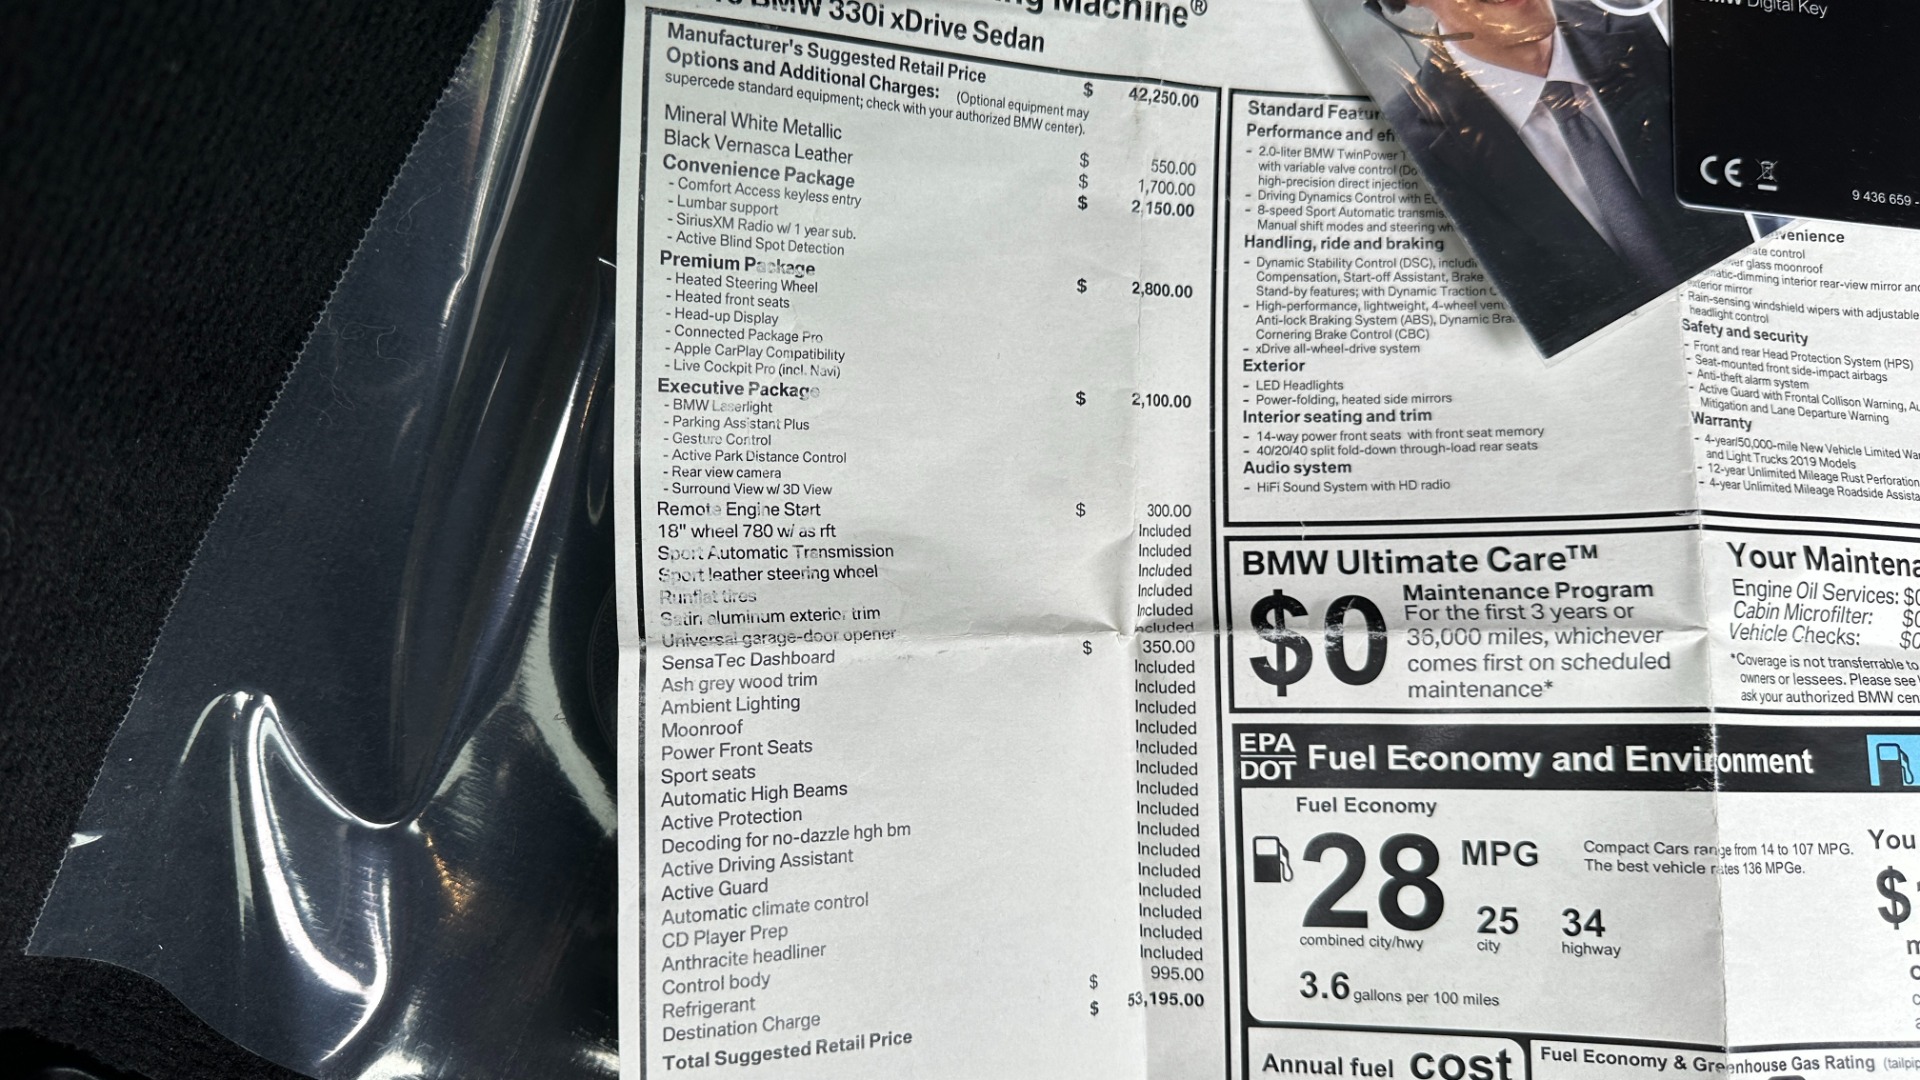 Machine®
BMW 330i xDrive Sedan
Manufacturer's Suggested Retail Price $ 42,250.00
Options and Additional Charges: (Optional equipment may
supercede standard equipment; check with your authorized BMW center).
Mineral White Metallic $ 550.00
Black Vernasca Leather $ 1,700.00
Convenience Package $ 2,150.00
- Comfort Access keyless entry
- Lumbar support
- SiriusXM Radio w/ 1 year sub.
- Active Blind Spot Detection
Premium Package $ 2,800.00
- Heated Steering Wheel
- Heated front seats
- Head-up Display
- Connected Package Pro
- Apple CarPlay Compatibility
- Live Cockpit Pro (incl. Navi)
Executive Package $ 2,100.00
- BMW Laserlight
- Parking Assistant Plus
- Gesture Control
- Active Park Distance Control
- Rear view camera
- Surround View w/ 3D View
Remote Engine Start $ 300.00
18" wheel 780 w/ as rft Included
Sport Automatic Transmission Included
Sport leather steering wheel Included
Runflat tires Included
Satin aluminum exterior trim Included
Universal garage-door opener Included
SensaTec Dashboard $ 350.00
Ash grey wood trim Included
Ambient Lighting Included
Moonroof Included
Power Front Seats Included
Sport seats Included
Automatic High Beams Included
Active Protection Included
Decoding for no-dazzle hgh bm Included
Active Driving Assistant Included
Active Guard Included
Automatic climate control Included
CD Player Prep Included
Anthracite headliner Included
Control body Included
Refrigerant Included
Destination Charge $ 995.00
Total Suggested Retail Price $ 53,195.00
Standard Featur
Performance and ef
- 2.0-liter BMW TwinPower
with variable valve control (Do
high-precision direct injection
- Driving Dynamics Control with
- 8-speed Sport Automatic transmis
Manual shift modes and steering wh
Handling, ride and braking
- Dynamic Stability Control (DSC), includi
Compensation, Start-off Assistant, Brake
Stand-by features; with Dynamic Traction C
- High-performance, lightweight, 4-wheel ven
Anti-lock Braking System (ABS), Dynamic Bra
Cornering Brake Control (CBC)
- xDrive all-wheel-drive system
Exterior
- LED Headlights
- Power-folding, heated side mirrors
Interior seating and trim
- 14-way power front seats with front seat memory
- 40/20/40 split fold-down through-load rear seats
Audio system
- HiFi Sound System with HD radio
Digital Key
CE
9 436 659 -
venience
ate control
er glass moonroof
matic-dimming interior rear-view mirror and
exterior mirror
- Rain-sensing windshield wipers with adjustable
headlight control
Safety and security
- Front and rear Head Protection System (HPS)
- Seat-mounted front side-impact airbags
- Anti-theft alarm system
- Active Guard with Frontal Collison Warning, Au
Mitigation and Lane Departure Warning
Warranty
- 4-year/50,000-mile New Vehicle Limited Wa
and Light Trucks 2019 Models
- 12-year Unlimited Mileage Rust Perforation
- 4-year Unlimited Mileage Roadside Assista
BMW Ultimate Care™
$0
Maintenance Program
For the first 3 years or
36,000 miles, whichever
comes first on scheduled
maintenance*
Your Maintena
Engine Oil Services: $0
Cabin Microfilter: $0
Vehicle Checks: $0
*Coverage is not transferrable to
owners or lessees. Please see
ask your authorized BMW cen
EPA
DOT Fuel Economy and Environment
Fuel Economy
28 MPG
combined city/hwy
25
city
34
highway
3.6 gallons per 100 miles
Compact Cars range from 14 to 107 MPG.
The best vehicle rates 136 MPGe.
You
$
Annual fuel cost
Fuel Economy & Greenhouse Gas Rating (tailpip